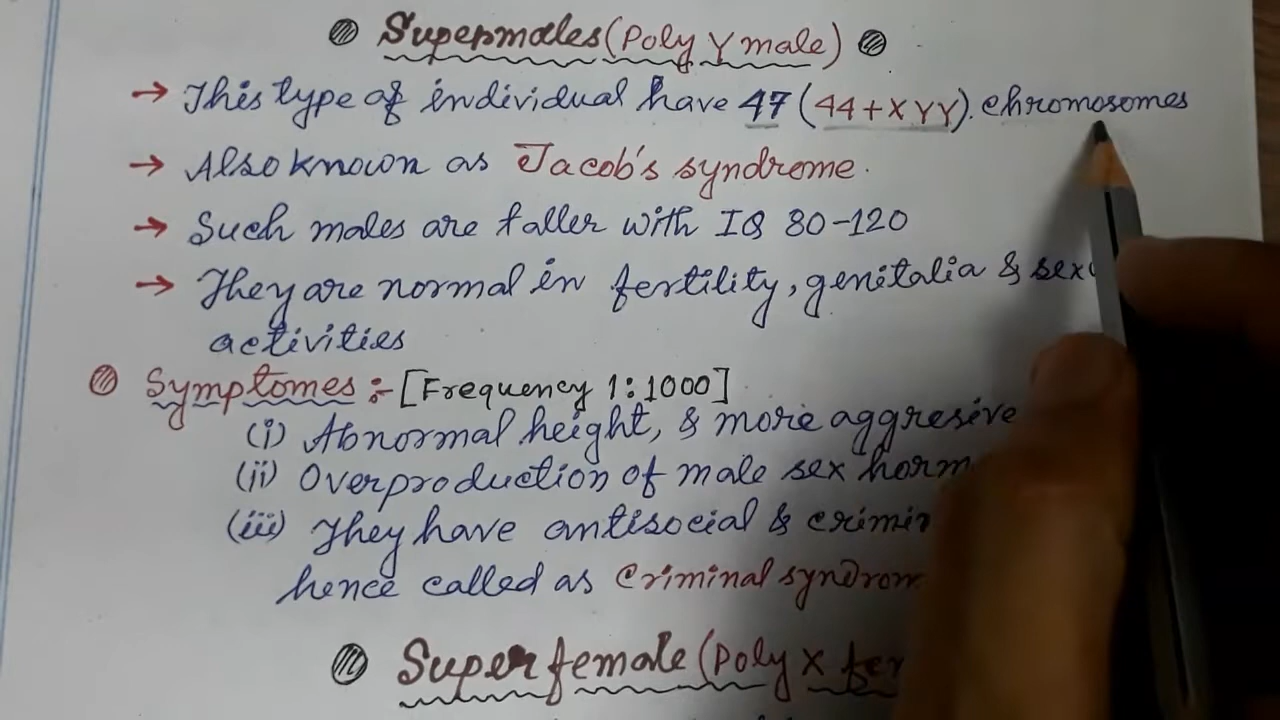 Supermales (Poly Y male)
→ This type of individual have 47 (44+XYY). chromosomes
→ Also known as Jacob's syndrome.
→ Such males are taller with IQ 80-120
→ They are normal in fertility, genitalia &
activities
Symptomes :- [Frequency 1:1000]
(i) Abnormal height, & more aggresive
(ii) Overproduction of male sex
(iii) They have antisocial &
hence called as Criminal
Super female (Poly X